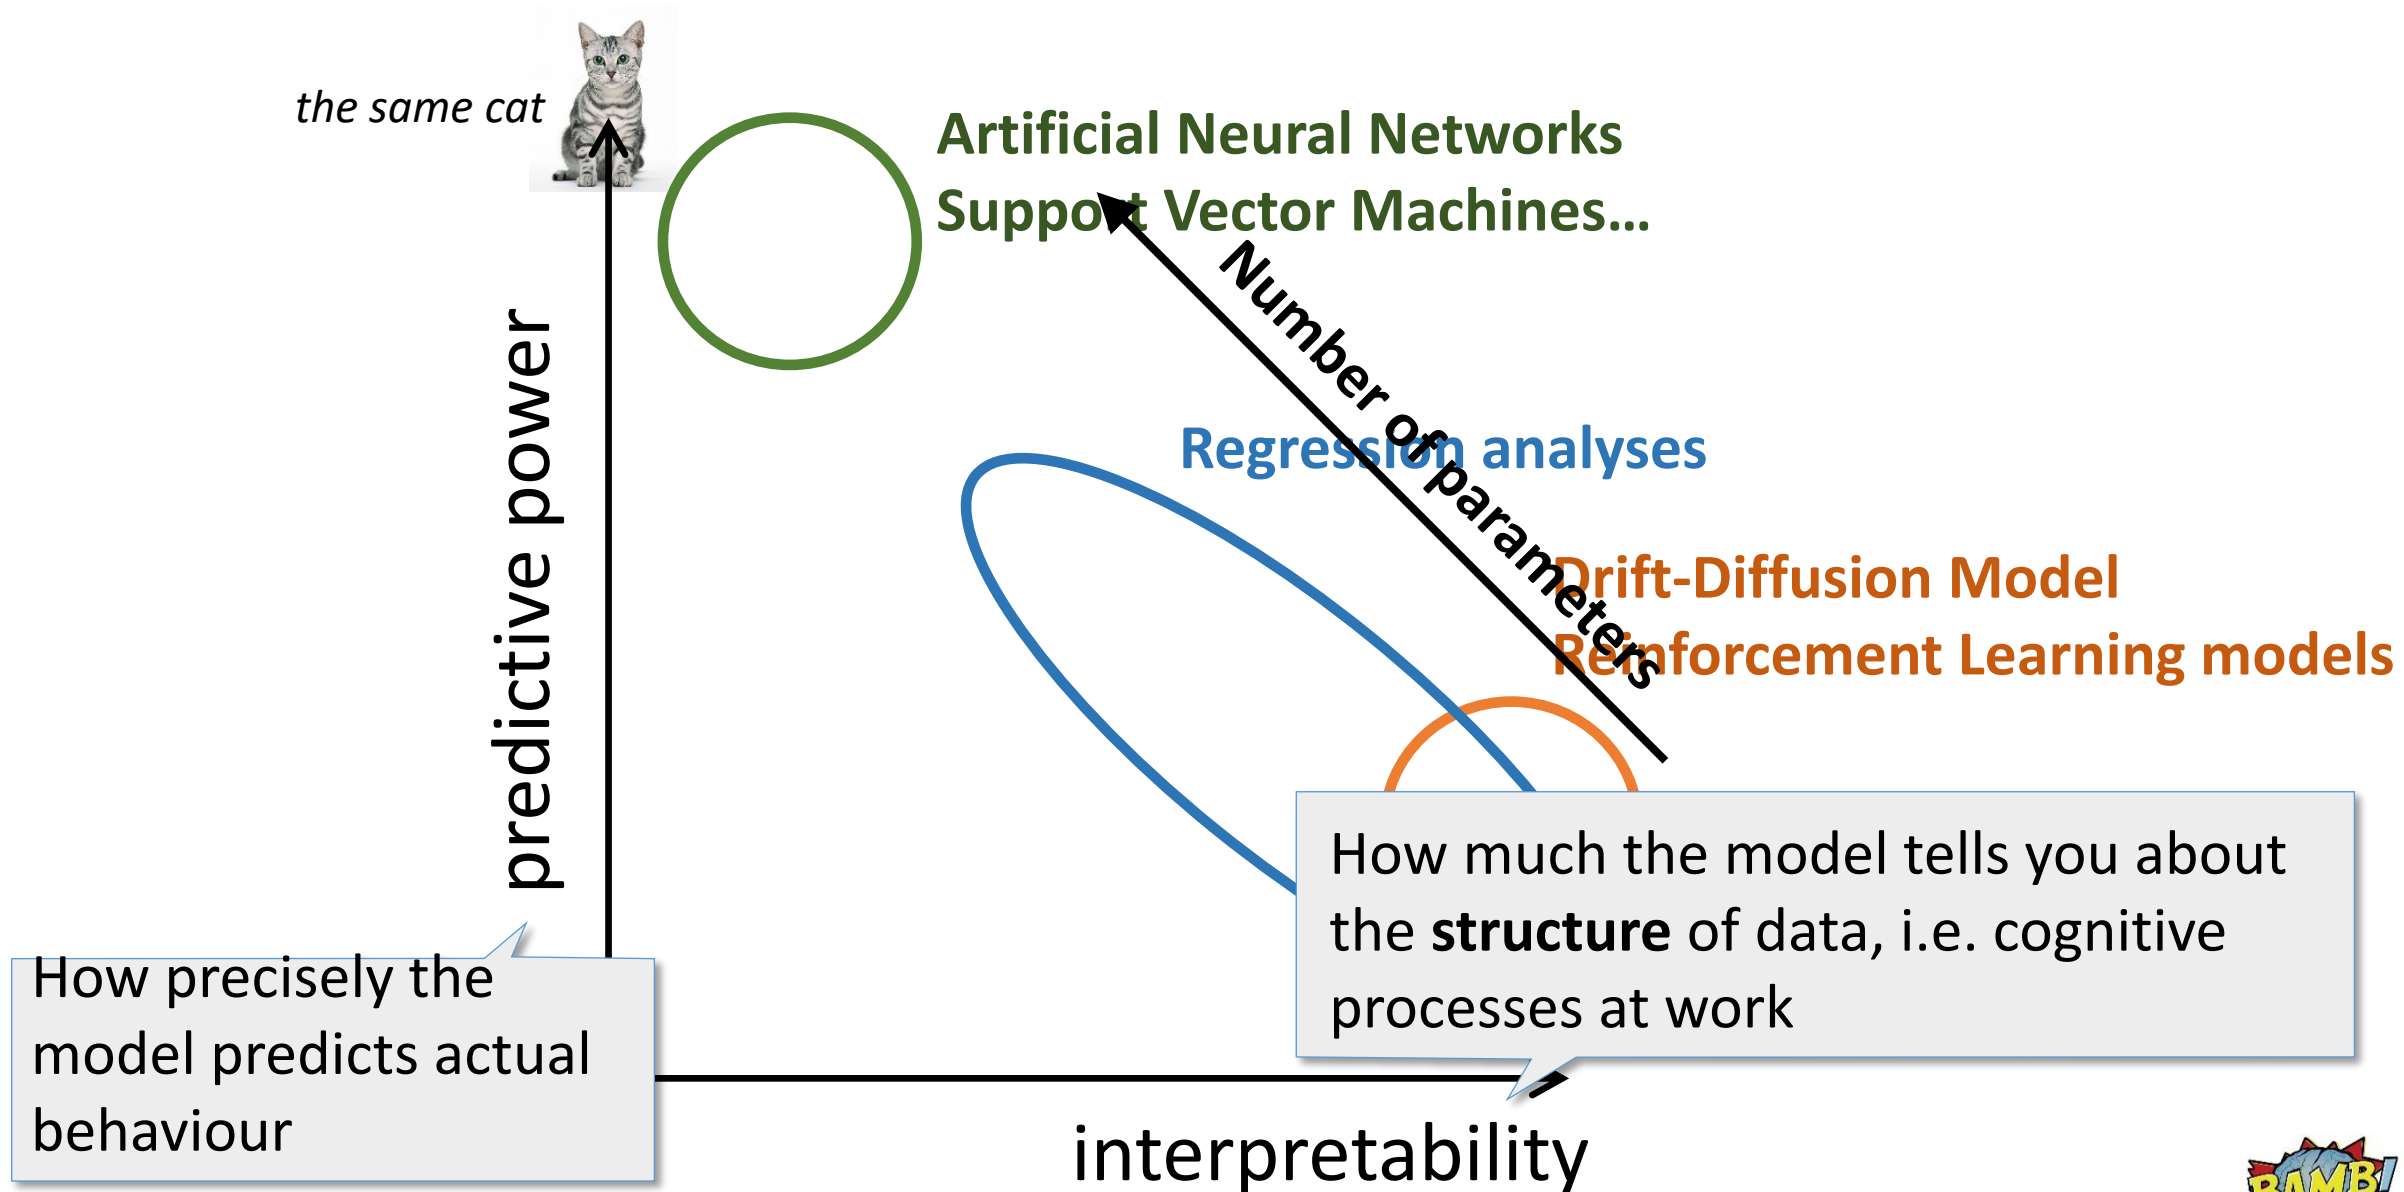 the same cat
Artificial Neural Networks
Support Vector Machines…
Number of parameters
Regression analyses
Drift-Diffusion Model
Reinforcement Learning models
predictive power
How much the model tells you about
the structure of data, i.e. cognitive
processes at work
How precisely the
model predicts actual
behaviour
interpretability
BAMB!